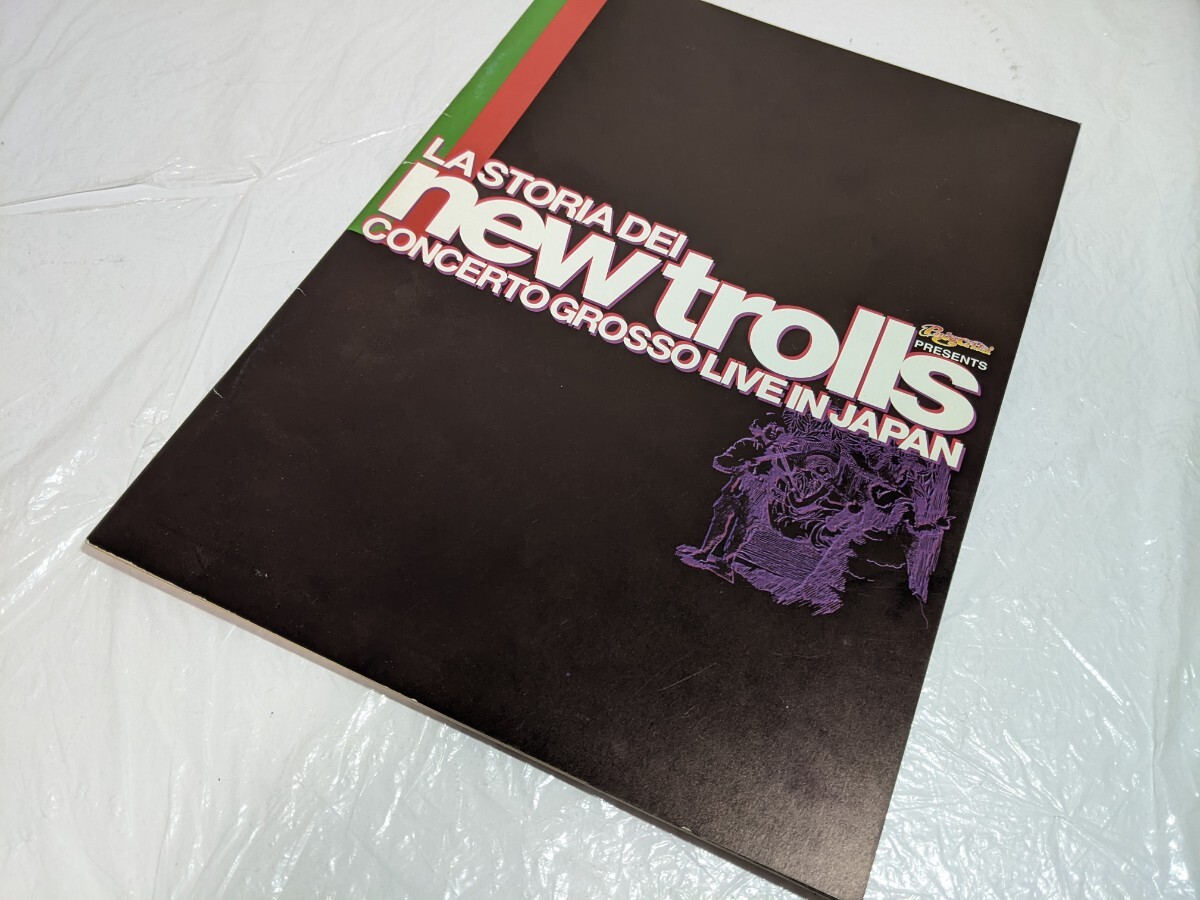 LA STORIA DEI
new trolls
CONCERTO GROSSO LIVE IN JAPAN
PRESENTS